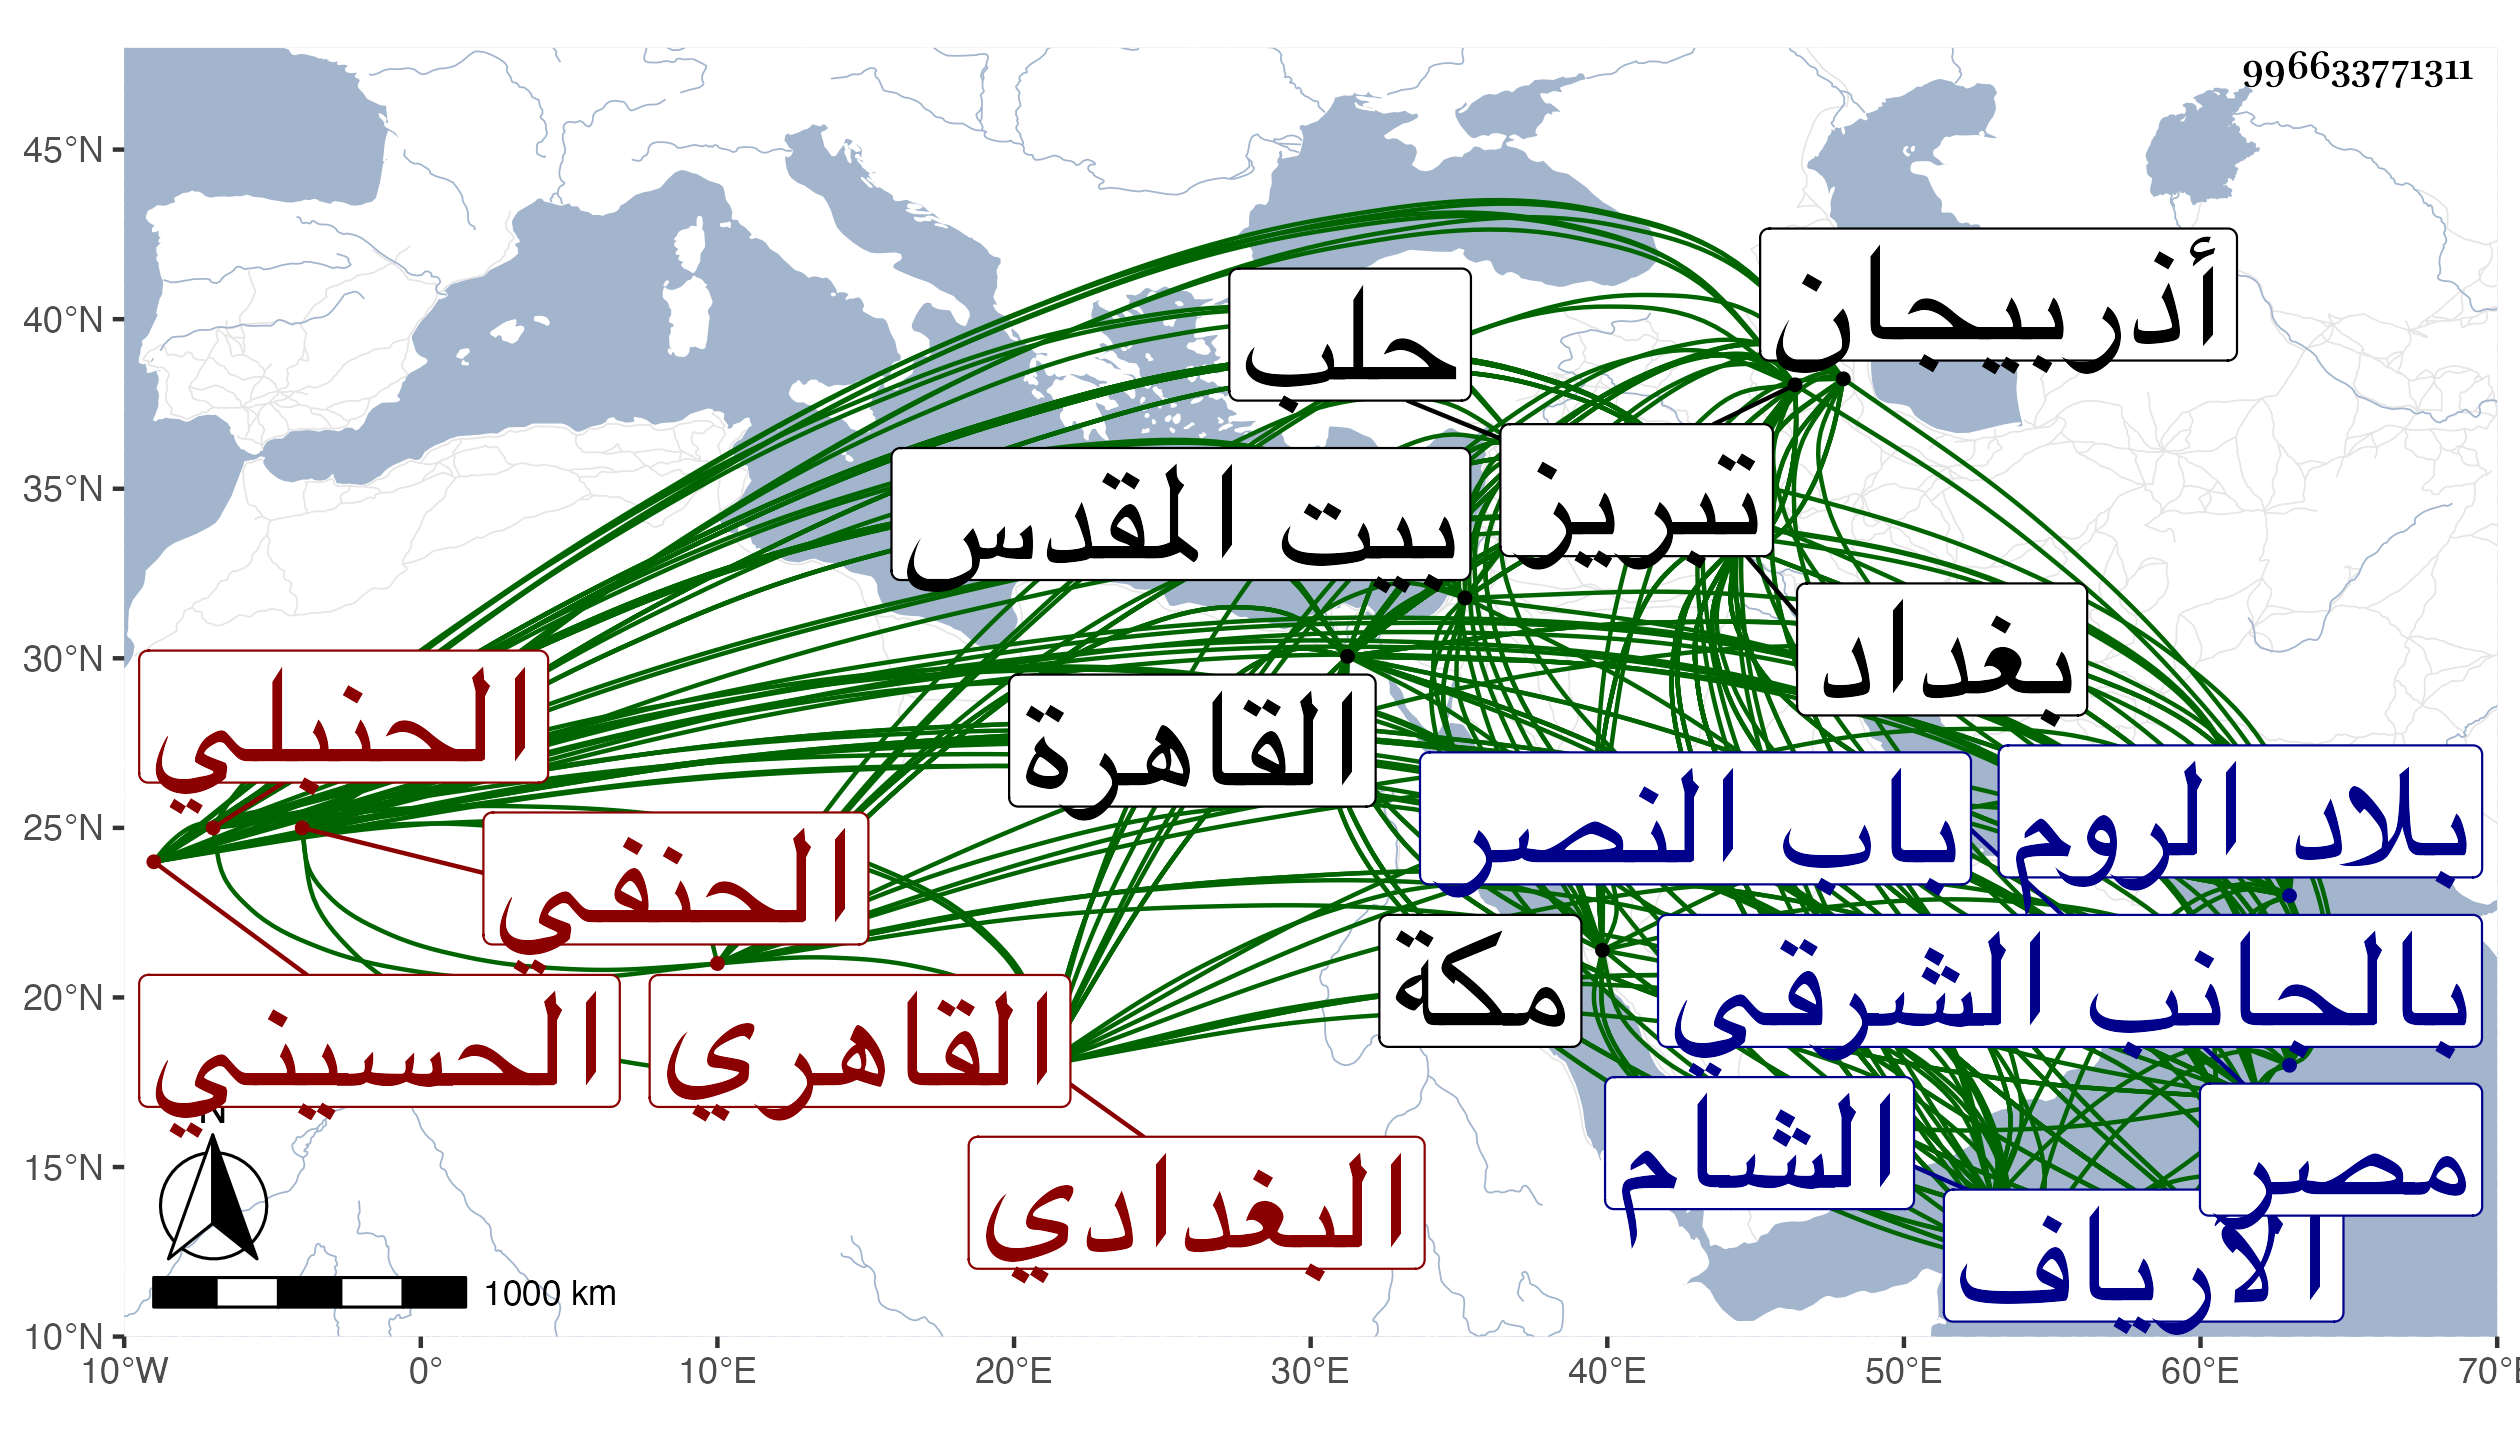 996633771311
45°N
40°N
35°N
30°N
25°N
20°N
15°N
10°N
أذربيجان
حلب
تبريز
بيت المقدس
بغداد
القاهرة
الحنبلي
باب النصر
بلاد الروم
الحنفي
مكة
بالجانب الشرقي
الحسيني
القاهري
الشام
مصر
البغدادي
الأرياف
N
1000 km
10°W 0° 10°E 20°E 30°E 40°E 50°E 60°E 70°E